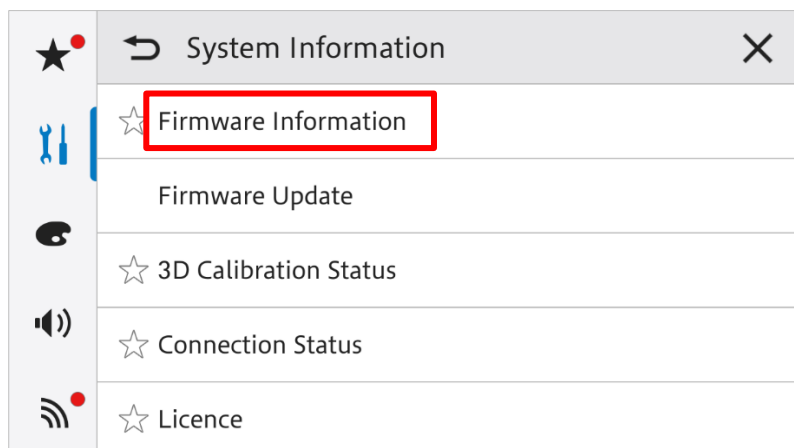 System Information
Firmware Information
Firmware Update
3D Calibration Status
Connection Status
Licence